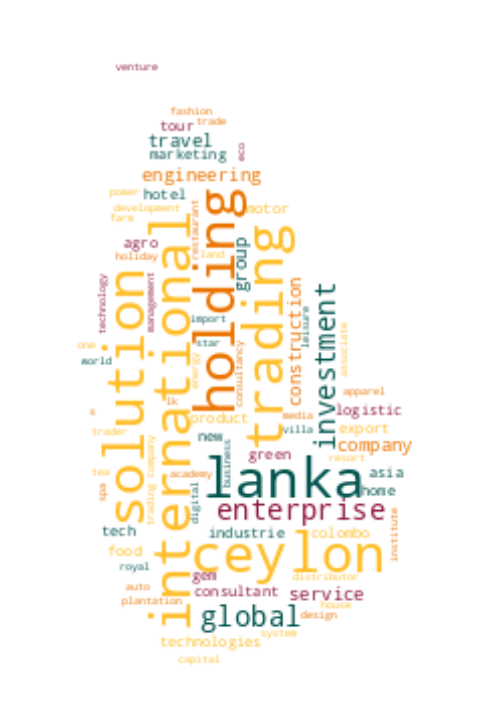 venture
fashion
tour trade
travel
marketing
eco
engineering
power hotel
development
farm
restaurant
holding
motor
international
trading
agro
group
land
holiday
solution
technology
management
construction
investment
import
leisure
associate
one
star
world
energy
consultancy
apparel
lk
s
product
media
logistic
trader
new
villa
export
trading company
business
green
company
resort
tea
academy
lanka
asia
spa
digital
home
enterprise
tech
industrie
colombo
institute
food
ceylon
royal
gem
distributor
auto
consultant
service
plantation
house
global
design
system
technologies
capital